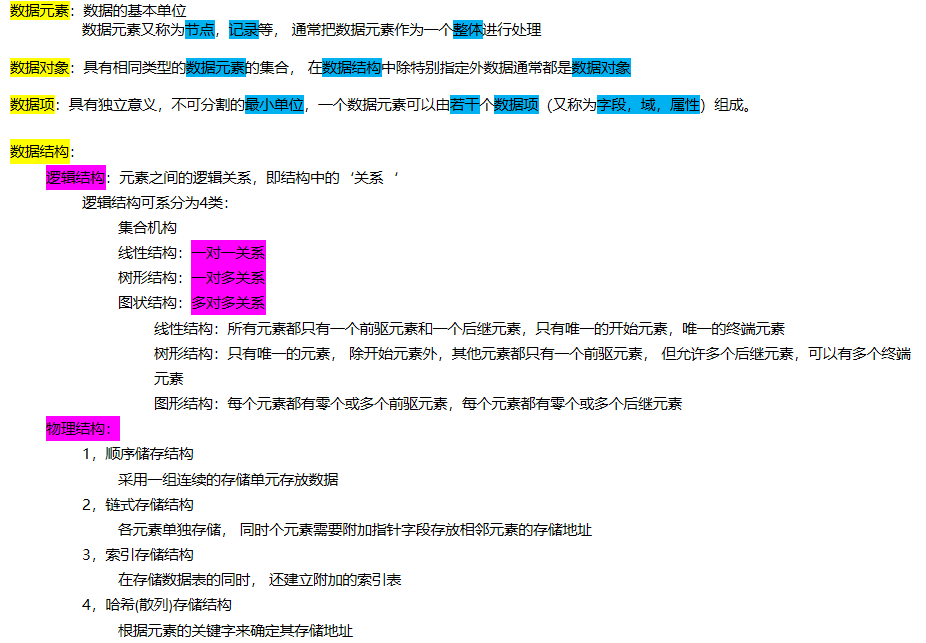 数据元素：数据的基本单位
数据元素又称为节点，记录等， 通常把数据元素作为一个整体进行处理
数据对象：具有相同类型的数据元素的集合， 在数据结构中除特别指定外数据通常都是数据对象
数据项：具有独立意义，不可分割的最小单位，一个数据元素可以由若干个数据项（又称为字段，域，属性）组成。
数据结构：
逻辑结构：元素之间的逻辑关系，即结构中的‘关系‘
逻辑结构可系分为4类：
集合机构
线性结构：一对一关系
树形结构：一对多关系
图状结构：多对多关系
线性结构：所有元素都只有一个前驱元素和一个后继元素，只有唯一的开始元素，唯一的终端元素
树形结构：只有唯一的元素， 除开始元素外，其他元素都只有一个前驱元素， 但允许多个后继元素，可以有多个终端
元素
图形结构：每个元素都有零个或多个前驱元素，每个元素都有零个或多个后继元素
物理结构：
1，顺序储存结构
采用一组连续的存储单元存放数据
2，链式存储结构
各元素单独存储， 同时个元素需要附加指针字段存放相邻元素的存储地址
3，索引存储结构
在存储数据表的同时， 还建立附加的索引表
4，哈希(散列)存储结构
根据元素的关键字来确定其存储地址